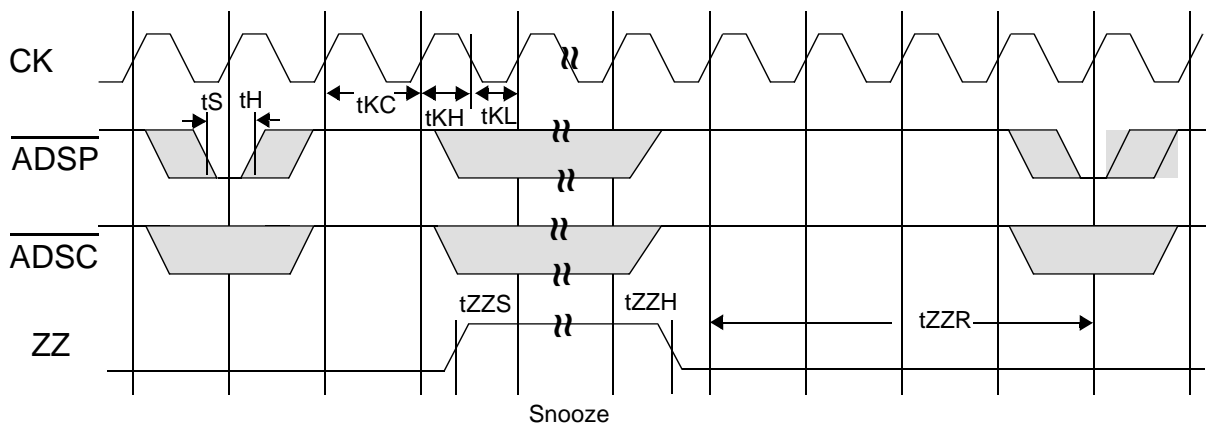 CK
tS tH
tKC
tKH tKL
ADSP
ADSC
tZZS
tZZH
tZZR
ZZ
Snooze